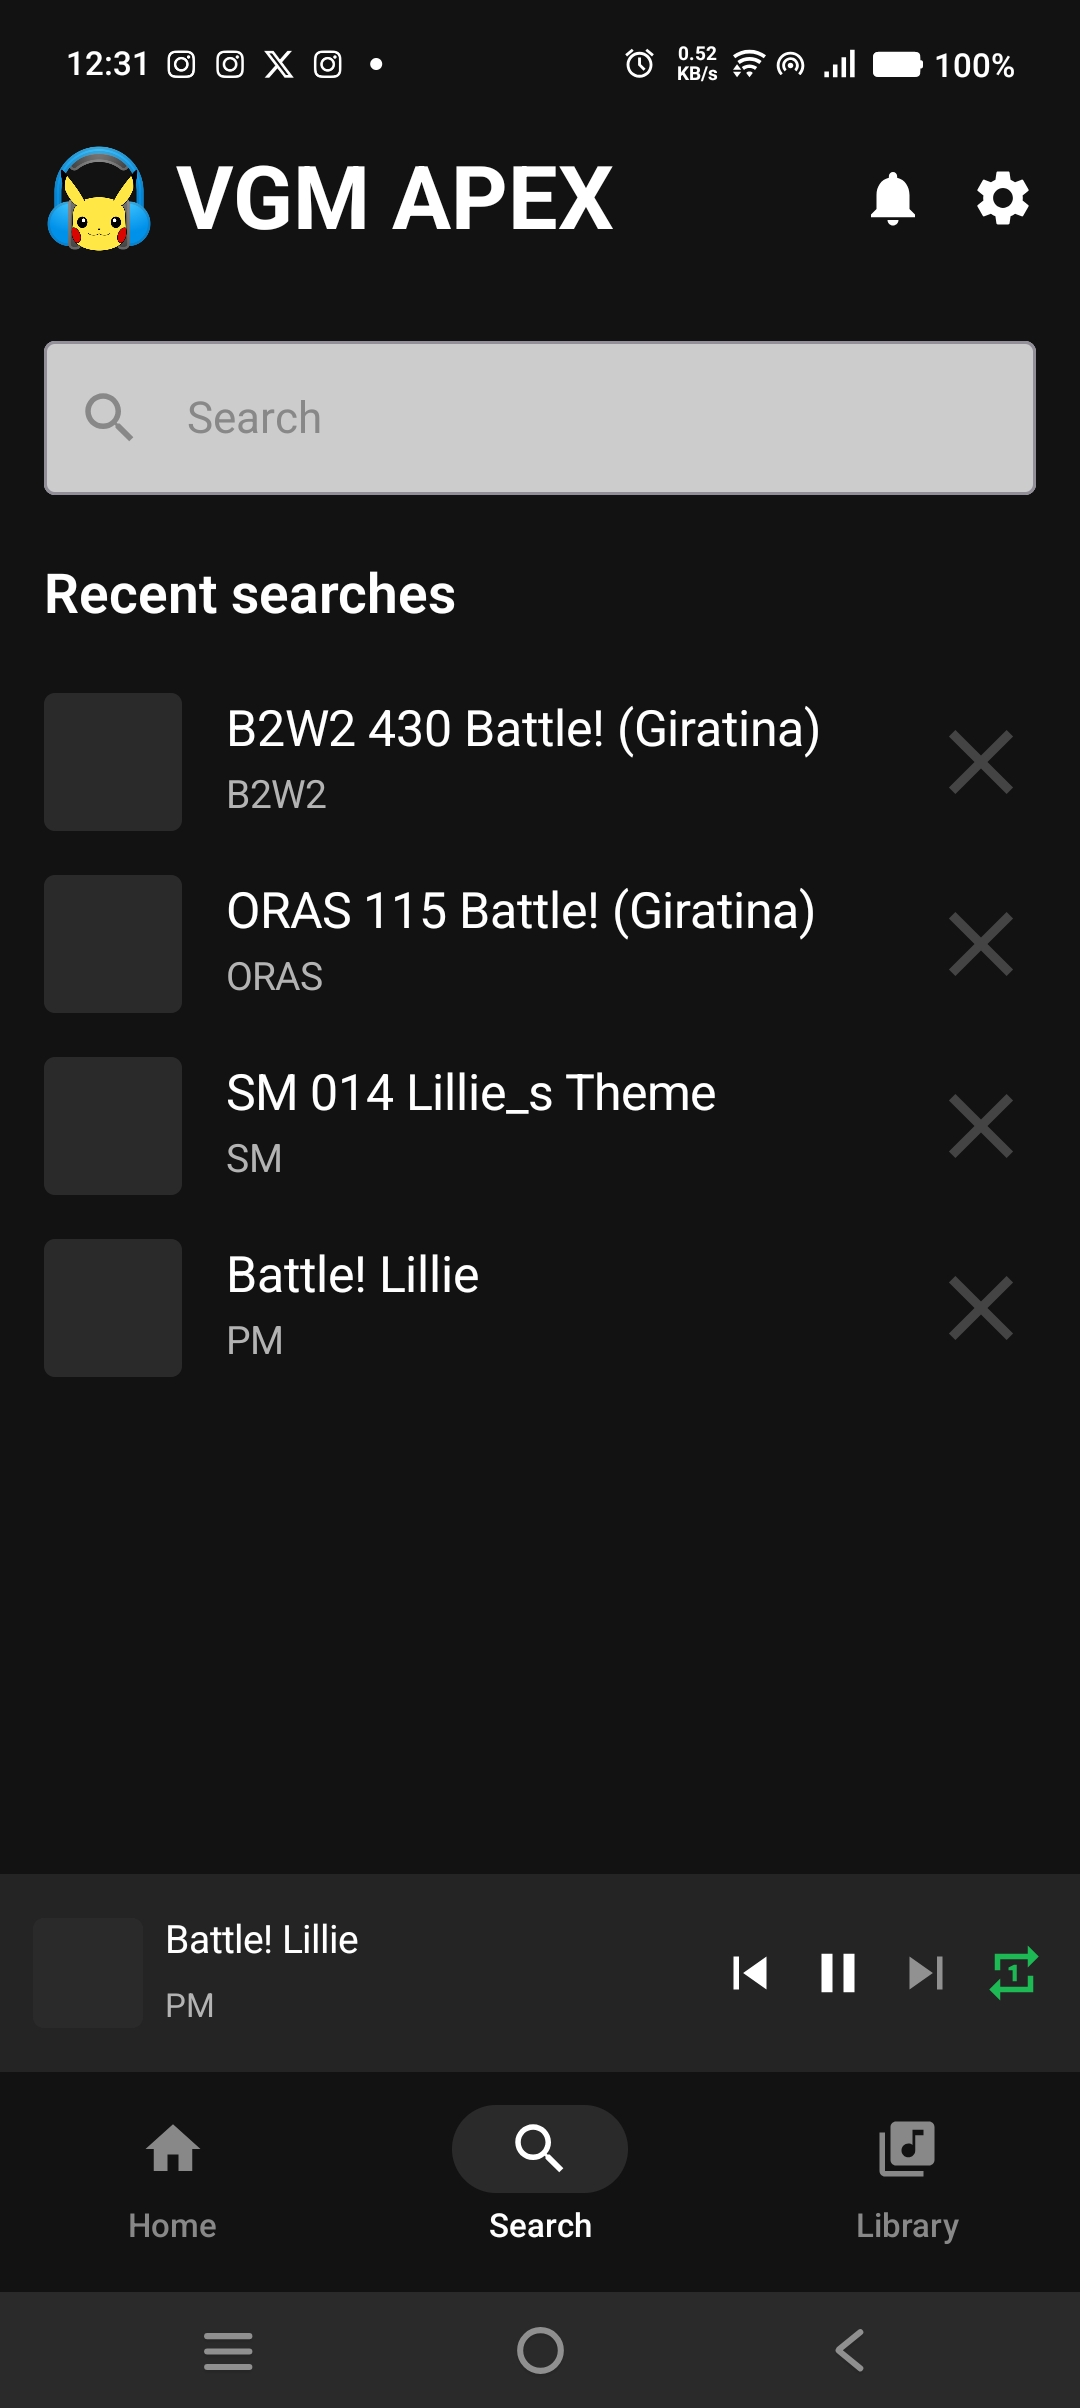 12:31
0.52
KB/s
100%
VGM APEX
Search
Recent searches
B2W2 430 Battle! (Giratina)
B2W2
ORAS 115 Battle! (Giratina)
ORAS
SM 014 Lillie_s Theme
SM
Battle! Lillie
PM
Battle! Lillie
PM
1
Home
Search
Library